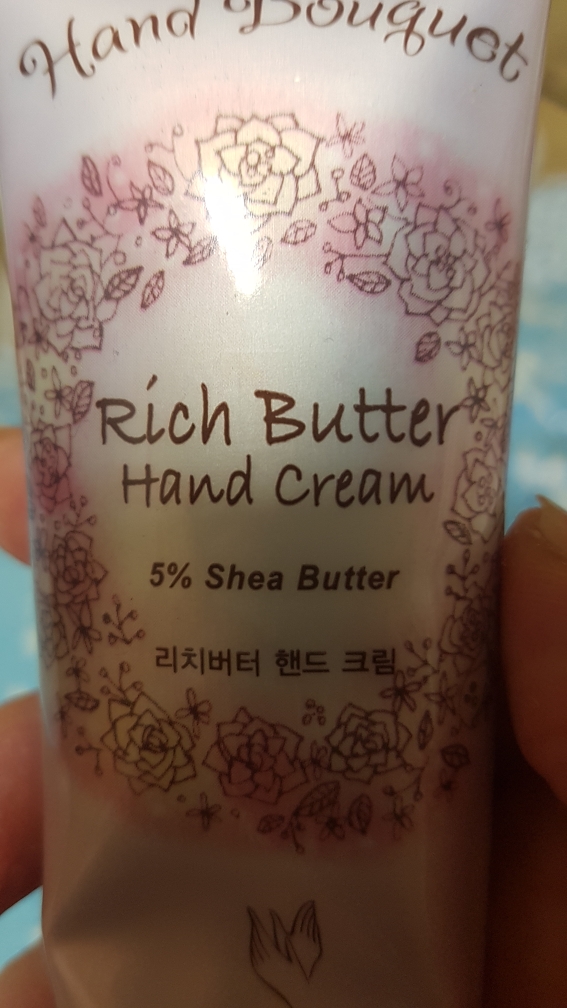 Hand Bouquet
Rich Butter
Hand Cream
5% Shea Butter
리치버터 핸드 크림